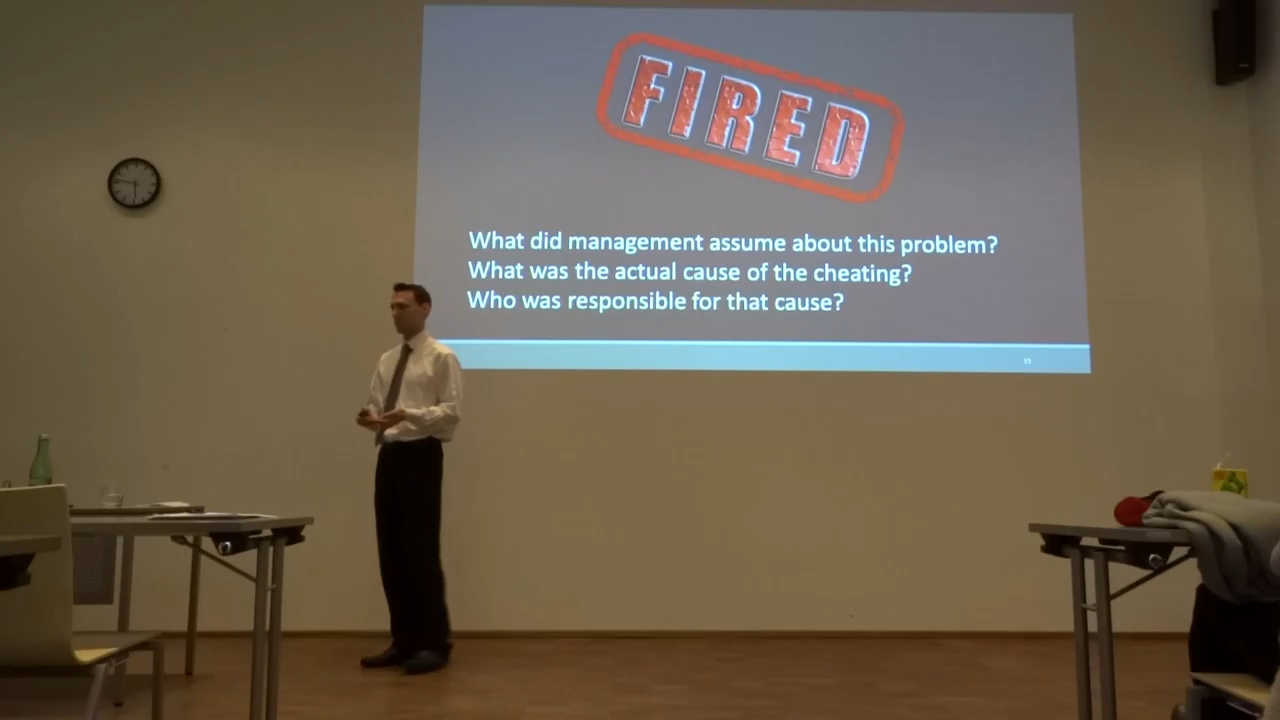 FIRED
What did management assume about this problem?
What was the actual cause of the cheating?
Who was responsible for that cause?
15